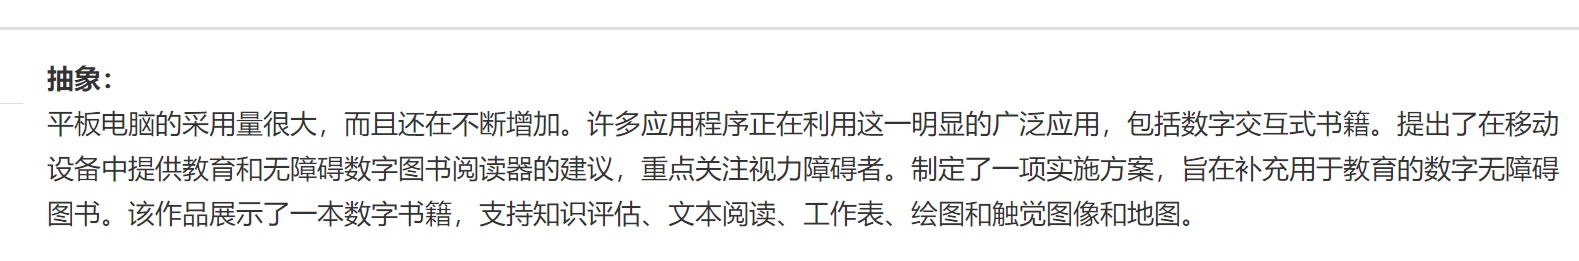 抽象：
平板电脑的采用量很大，而且还在不断增加。许多应用程序正在利用这一明显的广泛应用，包括数字交互式书籍。提出了在移动
设备中提供教育和无障碍数字图书阅读器的建议，重点关注视力障碍者。制定了一项实施方案，旨在补充用于教育的数字无障碍
图书。该作品展示了一本数字书籍，支持知识评估、文本阅读、工作表、绘图和触觉图像和地图。